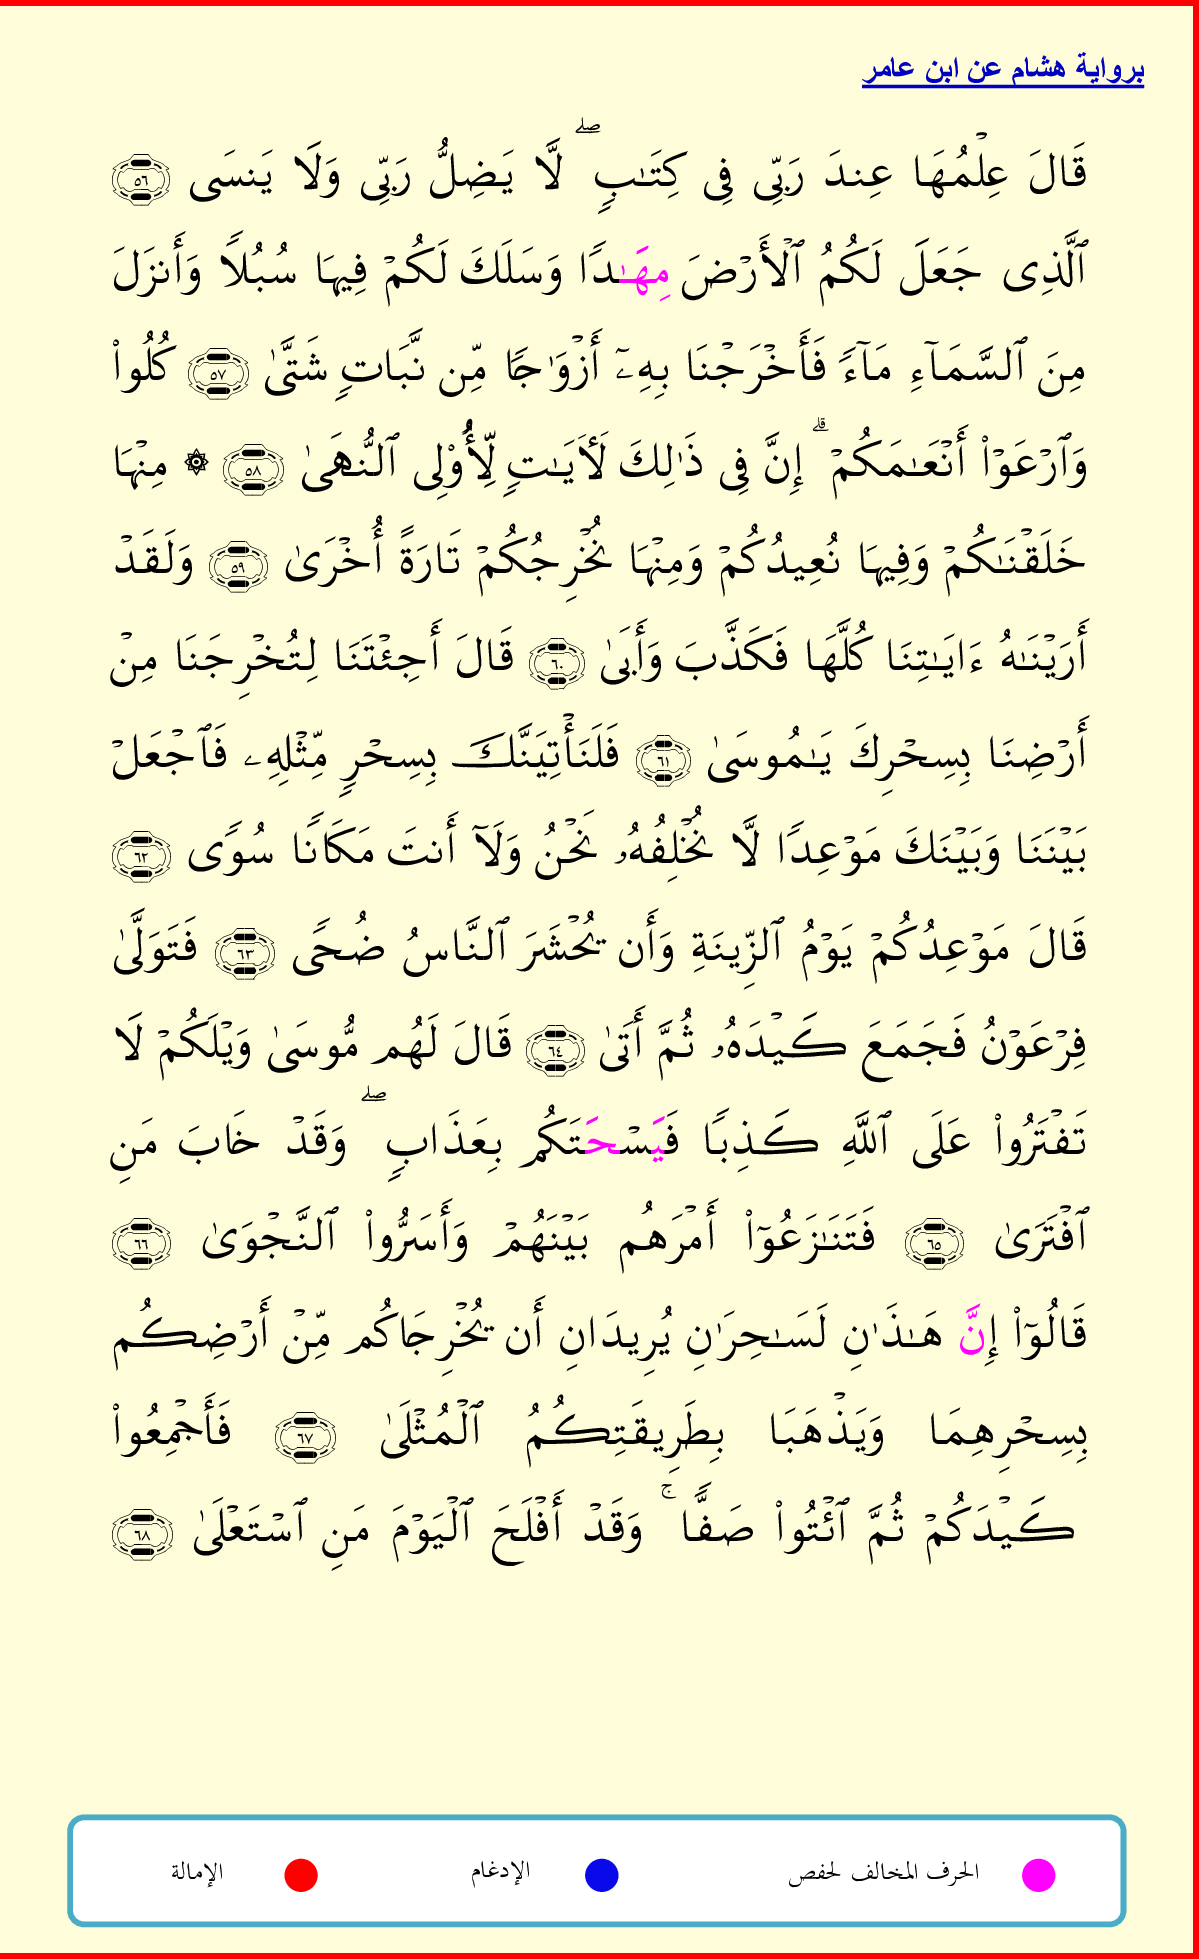 برواية هشام عن ابن عامر
قَالَ عِلۡمُهَا عِندَ رَبِّى فِى كِتَـٰبٍۖ لَّا يَضِلُّ رَبِّى وَلَا يَنسَى ٥٦
ٱلَّذِى جَعَلَ لَكُمُ ٱلۡأَرۡضَ مِهَـٰدًا وَسَلَكَ لَكُمۡ فِيهَا سُبُلًا وَأَنزَلَ
مِنَ ٱلسَّمَآءِ مَآءً فَأَخۡرَجۡنَا بِهِۦٓ أَزۡوَٰجًا مِّن نَّبَاتٍ شَتَّىٰ ٥٧ كُلُوا۟
وَٱرۡعَوۡا۟ أَنۡعَـٰمَكُمۡۗ إِنَّ فِى ذَٰلِكَ لَأٓيَـٰتٍ لِّأُو۟لِى ٱلنُّهَىٰ ٥٨ ۞ مِنۡهَا
خَلَقۡنَـٰكُمۡ وَفِيهَا نُعِيدُكُمۡ وَمِنۡهَا نُخۡرِجُكُمۡ تَارَةً أُخۡرَىٰ ٥٩ وَلَقَدۡ
أَرَيۡنَـٰهُ ءَايَـٰتِنَا كُلَّهَا فَكَذَّبَ وَأَبَىٰ ٦٠ قَالَ أَجِئۡتَنَا لِتُخۡرِجَنَا مِنۡ
أَرۡضِنَا بِسِحۡرِكَ يَـٰمُوسَىٰ ٦١ فَلَنَأۡتِيَنَّكَ بِسِحۡرٍ مِّثۡلِهِۦ فَٱجۡعَلۡ
بَيۡنَنَا وَبَيۡنَكَ مَوۡعِدًا لَّا نُخۡلِفُهُۥ نَحۡنُ وَلَآ أَنتَ مَكَانًا سُوًى ٦٢
قَالَ مَوۡعِدُكُمۡ يَوۡمُ ٱلزِّينَةِ وَأَن يُحۡشَرَ ٱلنَّاسُ ضُحًى ٦٣ فَتَوَلَّىٰ
فِرۡعَوۡنُ فَجَمَعَ كَيۡدَهُۥ ثُمَّ أَتَىٰ ٦٤ قَالَ لَهُم مُّوسَىٰ وَيۡلَكُمۡ لَا
تَفۡتَرُوا۟ عَلَى ٱللَّهِ كَذِبًا فَيَسۡحَتَكُم بِعَذَابٍۖ وَقَدۡ خَابَ مَنِ
ٱفۡتَرَىٰ ٦٥ فَتَنَـٰزَعُوٓا۟ أَمۡرَهُم بَيۡنَهُمۡ وَأَسَرُّوا۟ ٱلنَّجۡوَىٰ ٦٦
قَالُوٓا۟ إِنَّ هَـٰذَٰنِ لَسَـٰحِرَٰنِ يُرِيدَانِ أَن يُخۡرِجَاكُم مِّنۡ أَرۡضِكُم
بِسِحۡرِهِمَا وَيَذۡهَبَا بِطَرِيقَتِكُمُ ٱلۡمُثۡلَىٰ ٦٧ فَأَجۡمِعُوا۟
كَيۡدَكُمۡ ثُمَّ ٱئۡتُوا۟ صَفًّاۚ وَقَدۡ أَفۡلَحَ ٱلۡيَوۡمَ مَنِ ٱسۡتَعۡلَىٰ ٦٨
الحرف المخالف لحفص الإدغام الإمالة